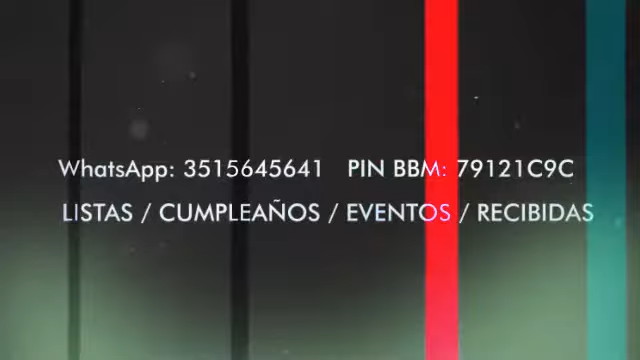 WhatsApp: 3515645641 PIN BBM: 79121C9C
LISTAS / CUMPLEAÑOS / EVENTOS / RECIBIDAS